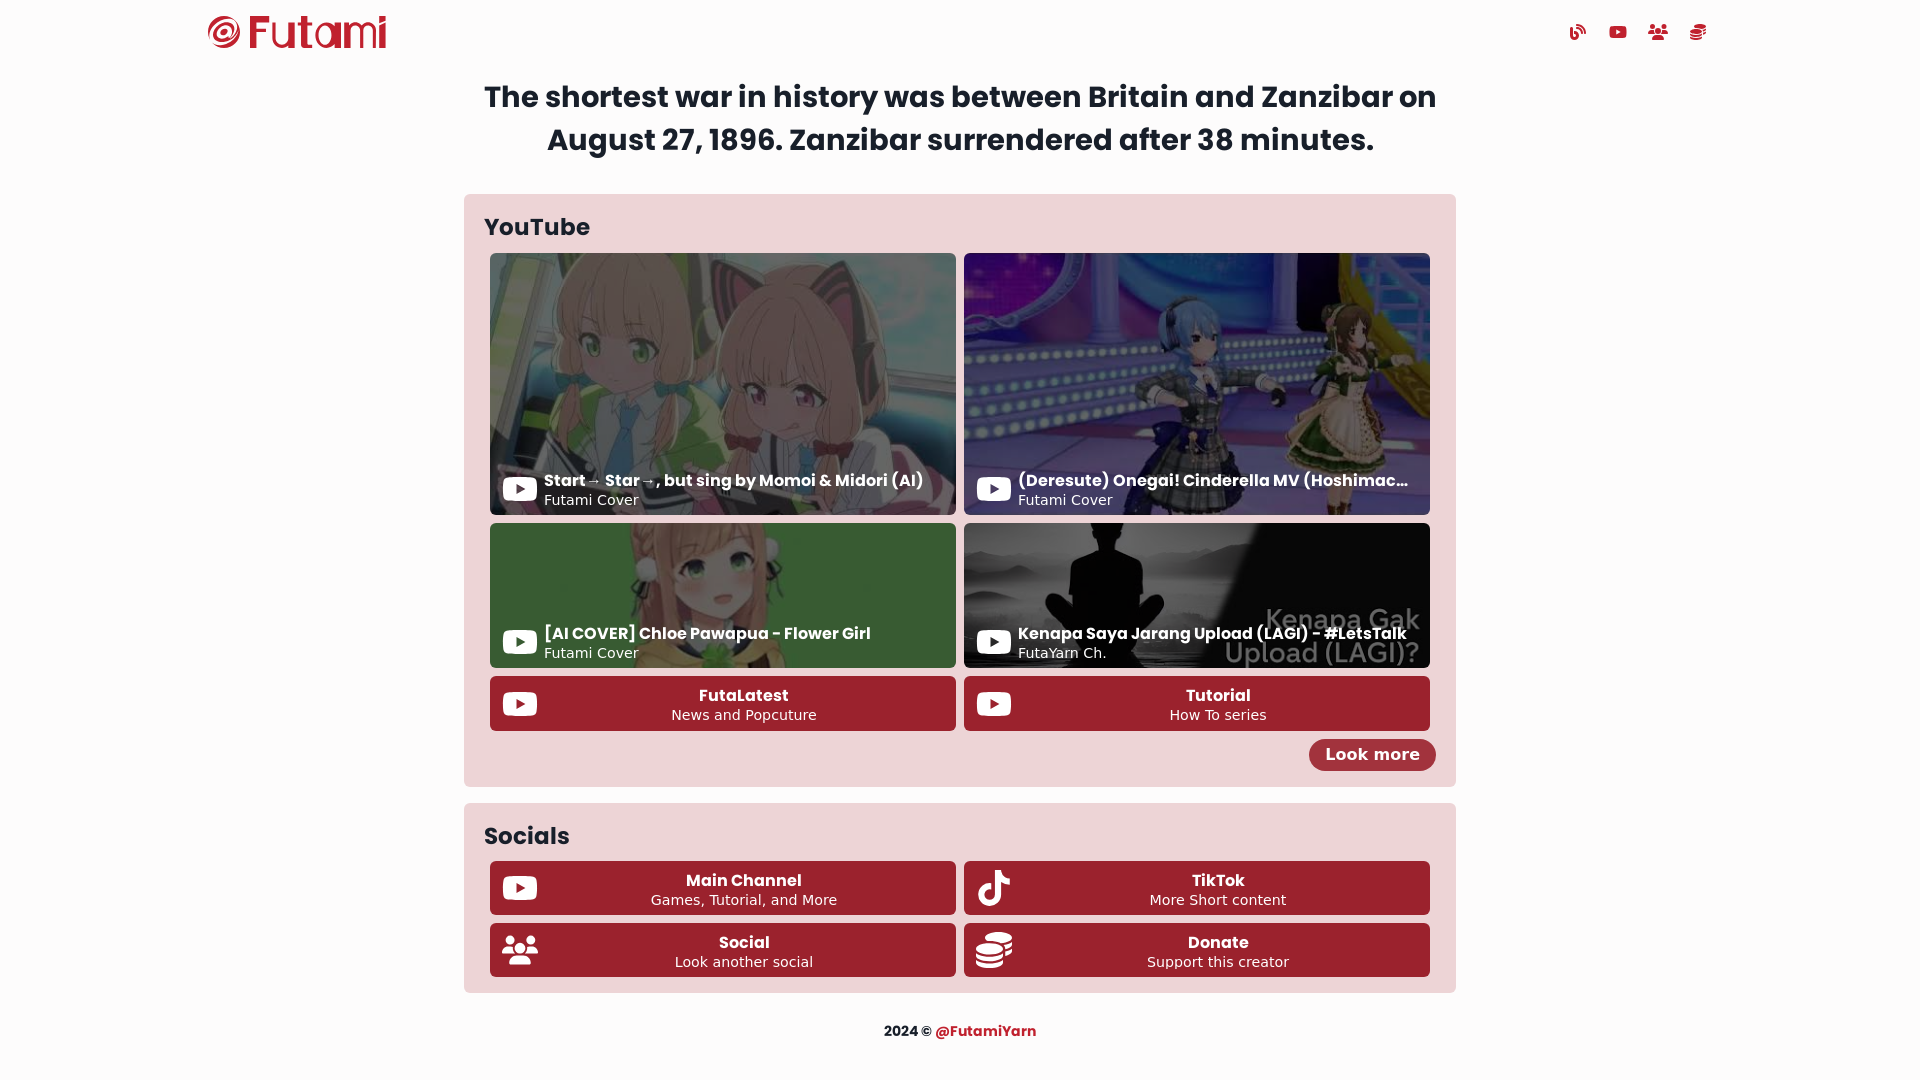 @Futami
The shortest war in history was between Britain and Zanzibar on
August 27, 1896. Zanzibar surrendered after 38 minutes.
YouTube
Start→ Star→, but sing by Momoi & Midori (AI)
Futami Cover
(Deresute) Onegai! Cinderella MV (Hoshimac...
Futami Cover
[AI COVER] Chloe Pawapua - Flower Girl
Futami Cover
Kenapa Gak
Kenapa Saya Jarang Upload (LAGI) - #LetsTalk
FutaYarn Ch.
Upload (LAGI)?
FutaLatest
News and Popcuture
Tutorial
How To series
Look more
Socials
Main Channel
Games, Tutorial, and More
TikTok
More Short content
Social
Look another social
Donate
Support this creator
2024 © @FutamiYarn